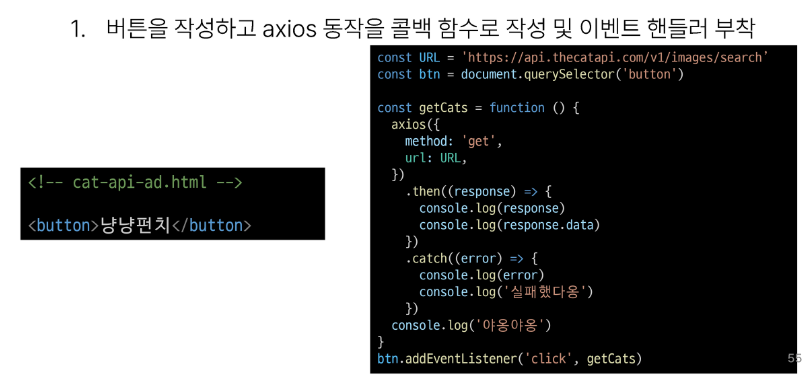 1. 버튼을 작성하고 axios 동작을 콜백 함수로 작성 및 이벤트 핸들러 부착
<!-- cat-api-ad.html -->
<button>냥냥펀치</button>
const URL = 'https://api.thecatapi.com/v1/images/search'
const btn = document.querySelector('button')
const getCats = function () {
axios({
method: 'get',
url: URL,
})
.then((response) => {
console.log(response)
console.log(response.data)
})
.catch((error) => {
console.log(error)
console.log('실패했다옹')
})
console.log('야옹야옹')
}
btn.addEventListener('click', getCats)
55